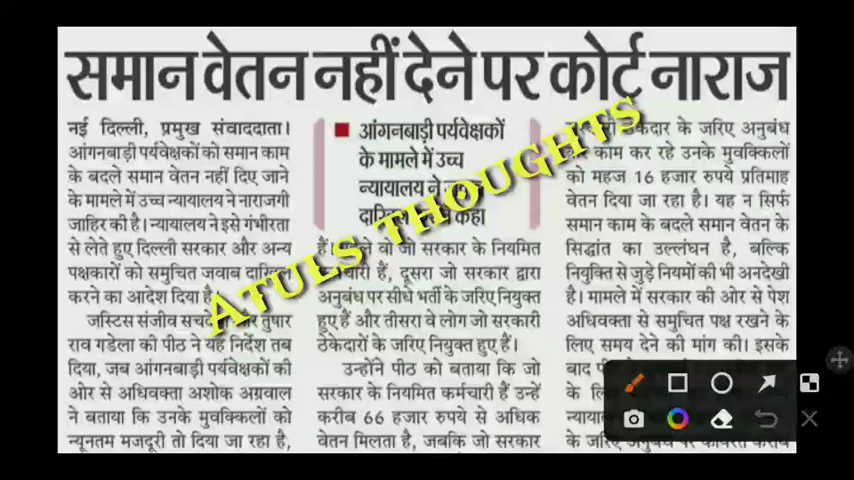 समान वेतन नहीं देने पर कोर्ट नाराज
नई दिल्ली, प्रमुख संवाददाता।
आंगनबाड़ी पर्यवेक्षकों को समान काम
के बदले समान वेतन नहीं दिए जाने
के मामले में उच्च न्यायालय ने नाराजगी
जाहिर की है। न्यायालय ने इसे गंभीरता
से लेते हुए दिल्ली सरकार और अन्य
पक्षकारों को समुचित जवाब दाखिल
करने का आदेश दिया है
जस्टिस संजीव तुषार
राव गडेला की पीठ ने यह निर्देश तब
दिया, जब आंगनबाड़ी पर्यवेक्षकों की
ओर से अधिवक्ता अशोक अग्रवाल
ने बताया कि उनके मुवक्किलों को
न्यूनतम मजदूरी तो दिया जा रहा है,
आंगनबाड़ी पर्यवेक्षकों
के मामले में उच्च
न्यायालय ने
कहा
हैं। वो जो सरकार के नियमित
हैं, दूसरा जो सरकार द्वारा
अनुबंध पर सीधे भर्ती के जरिए नियुक्त
हुए हैं और तीसरा वे लोग जो सरकारी
ठेकेदारों के जरिए नियुक्त हुए हैं।
उन्होंने पीठ को बताया कि जो
सरकार के नियमित कर्मचारी हैं उन्हें
करीब 66 हजार रुपये से अधिक
वेतन मिलता है, जबकि जो सरकार
के जरिए अनुबंध
काम कर रहे उनके मुवक्किलों
को महज 16 हजार रुपये प्रतिमाह
वेतन दिया जा रहा है। यह न सिर्फ
समान काम के बदले समान वेतन के
सिद्धांत का उल्लंघन है, बल्कि
नियुक्ति से जुड़े नियमों की भी अनदेखी
है। मामले में सरकार की ओर से पेश
अधिवक्ता से समुचित पक्ष रखने के
लिए समय देने की मांग की। इसके
बाद
के
के जरिए
ATULS THOUGHTS